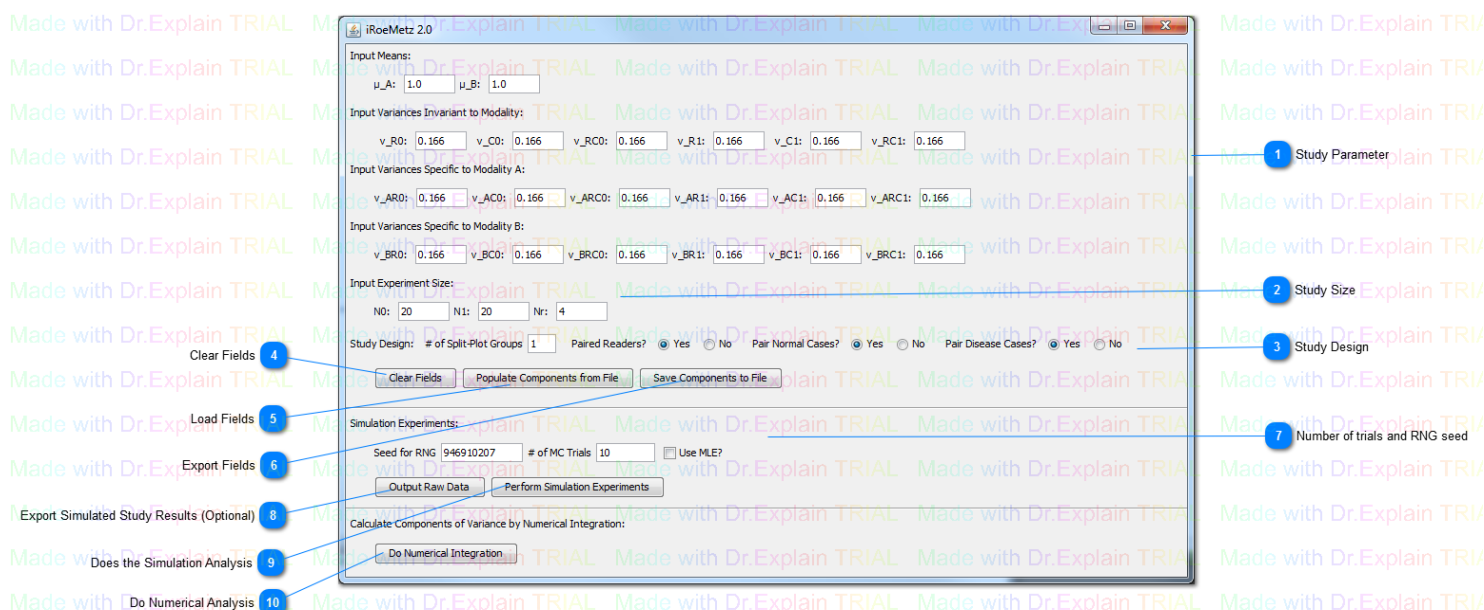 iRoeMetz 2.0
Input Means:
μ_A: 1.0 μ_B: 1.0
Input Variances Invariant to Modality:
v_R0: 0.166 v_C0: 0.166 v_RC0: 0.166 v_R1: 0.166 v_C1: 0.166 v_RC1: 0.166
1 Study Parameter
Input Variances Specific to Modality A:
v_AR0: 0.166 v_AC0: 0.166 v_ARC0: 0.166 v_AR1: 0.166 v_AC1: 0.166 v_ARC1: 0.166
Input Variances Specific to Modality B:
v_BR0: 0.166 v_BC0: 0.166 v_BRC0: 0.166 v_BR1: 0.166 v_BC1: 0.166 v_BRC1: 0.166
Input Experiment Size:
2 Study Size
N0: 20 N1: 20 Nr: 4
Study Design: # of Split-Plot Groups 1 Paired Readers? Yes No Pair Normal Cases? Yes No Pair Disease Cases? Yes No
3 Study Design
Clear Fields 4
Clear Fields Populate Components from File Save Components to File
Load Fields 5
Simulation Experiments:
7 Number of trials and RNG seed
Seed for RNG 946910207 # of MC Trials 10 Use MLE?
Export Fields 6
Output Raw Data Perform Simulation Experiments
Export Simulated Study Results (Optional) 8
Calculate Components of Variance by Numerical Integration:
Do Numerical Integration
Does the Simulation Analysis 9
Do Numerical Analysis 10
Made with Dr.Explain TRIAL